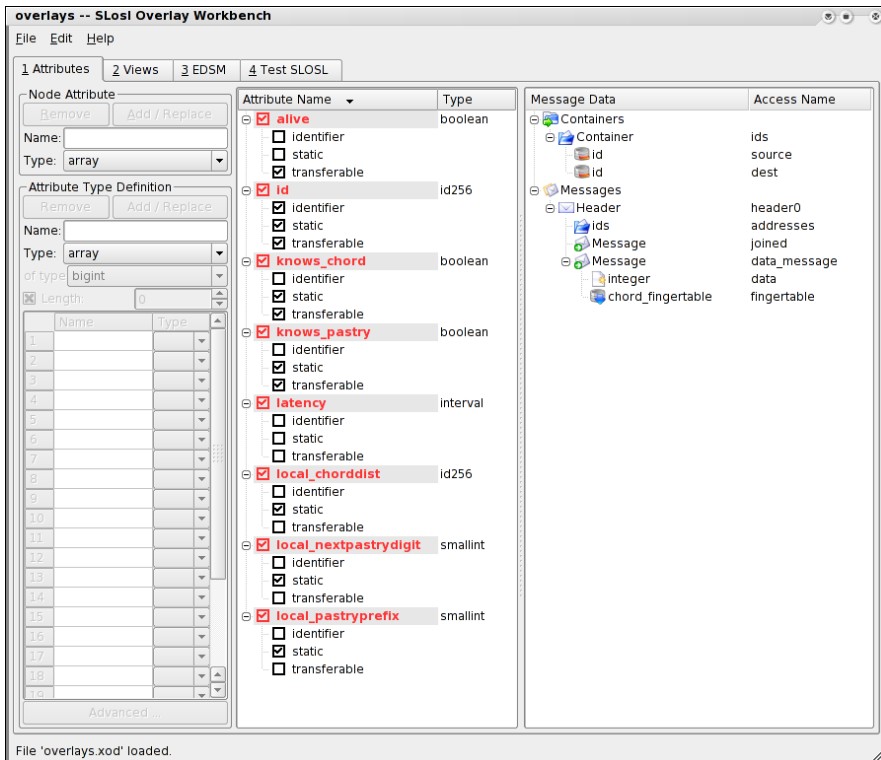 overlays -- SLosl Overlay Workbench
File Edit Help
1 Attributes 2 Views 3 EDSM 4 Test SLOSL
Node Attribute
Remove Add / Replace
Name:
Type: array
Attribute Type Definition
Remove Add / Replace
Name:
Type: array
of type bigint
Length: 0
Name Type
1
2
3
4
5
6
7
8
9
10
11
12
13
14
15
16
17
18
19
Advanced ...
Attribute Name Type
alive boolean
identifier
static
transferable
id id256
identifier
static
transferable
knows_chord boolean
identifier
static
transferable
knows_pastry boolean
identifier
static
transferable
latency interval
identifier
static
transferable
local_chorddist id256
identifier
static
transferable
local_nextpastrydigit smallint
identifier
static
transferable
local_pastryprefix smallint
identifier
static
transferable
Message Data Access Name
Containers
Container ids
id source
id dest
Messages
Header header0
ids addresses
Message joined
Message data_message
integer data
chord_fingertable fingertable
File 'overlays.xod' loaded.